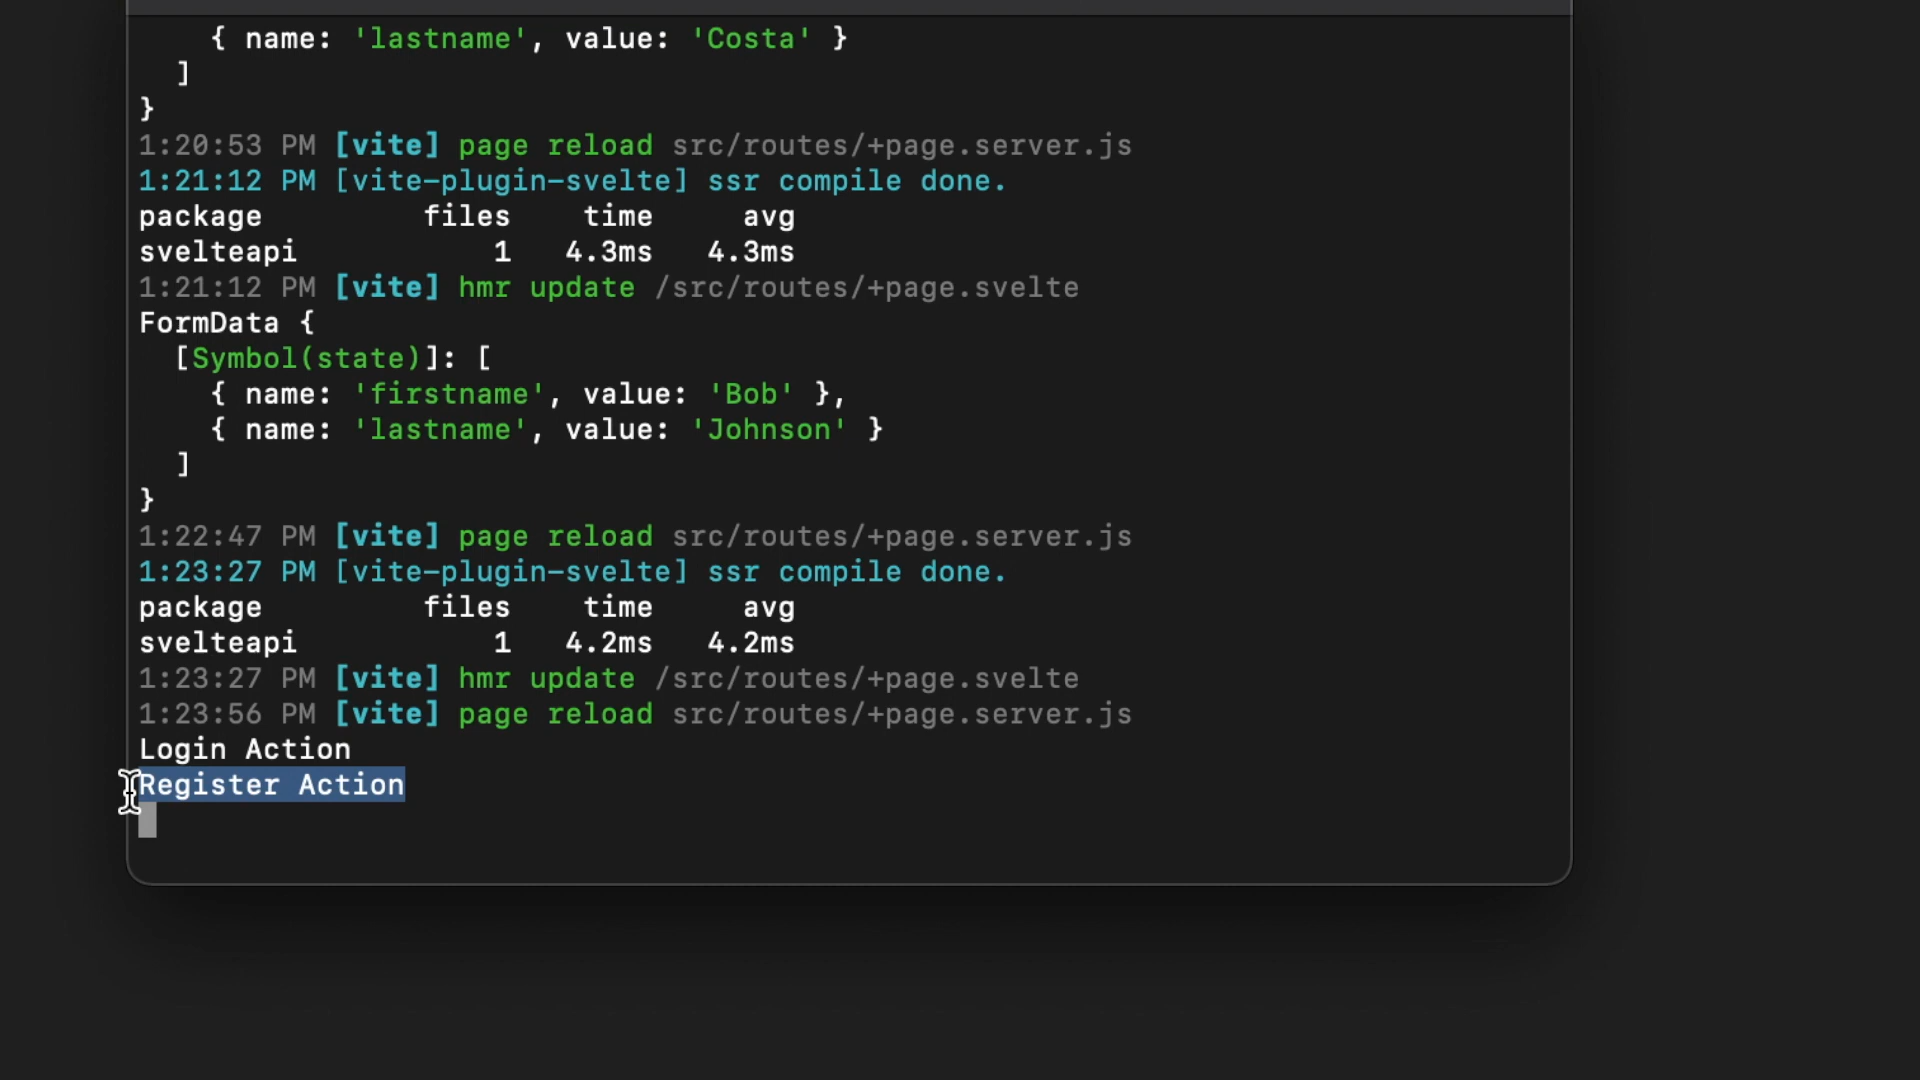 { name: 'lastname', value: 'Costa' }
]
}
1:20:53 PM [vite] page reload src/routes/+page.server.js
1:21:12 PM [vite-plugin-svelte] ssr compile done.
package files time avg
svelteapi 1 4.3ms 4.3ms
1:21:12 PM [vite] hmr update /src/routes/+page.svelte
FormData {
[Symbol(state)]: [
{ name: 'firstname', value: 'Bob' },
{ name: 'lastname', value: 'Johnson' }
]
}
1:22:47 PM [vite] page reload src/routes/+page.server.js
1:23:27 PM [vite-plugin-svelte] ssr compile done.
package files time avg
svelteapi 1 4.2ms 4.2ms
1:23:27 PM [vite] hmr update /src/routes/+page.svelte
1:23:56 PM [vite] page reload src/routes/+page.server.js
Login Action
Register Action